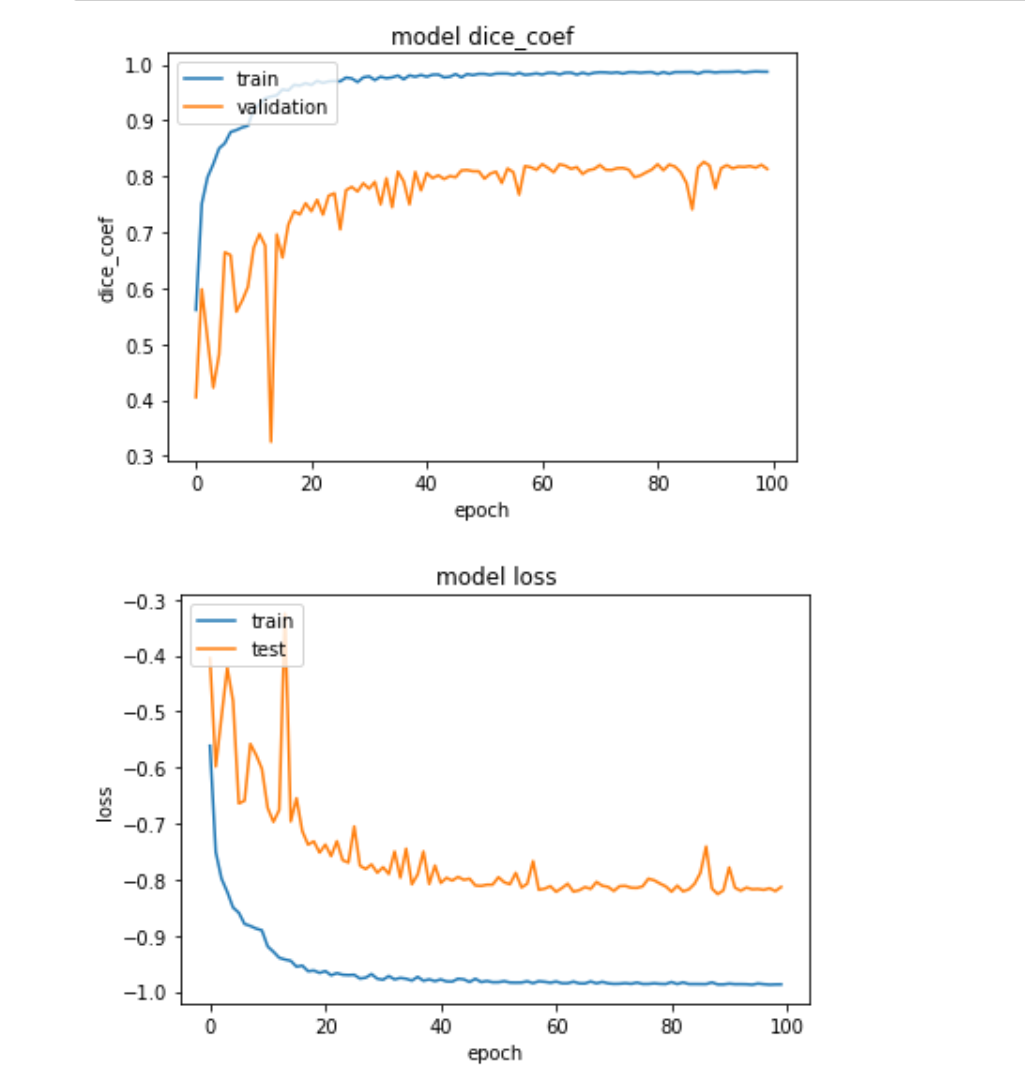 model dice_coef
1.0
0.9
0.8
0.7
0.6
0.5
0.4
0.3
dice_coef
train
validation
0 20 40 60 80 100
epoch
model loss
−0.3
−0.4
−0.5
−0.6
−0.7
−0.8
−0.9
−1.0
loss
train
test
0 20 40 60 80 100
epoch